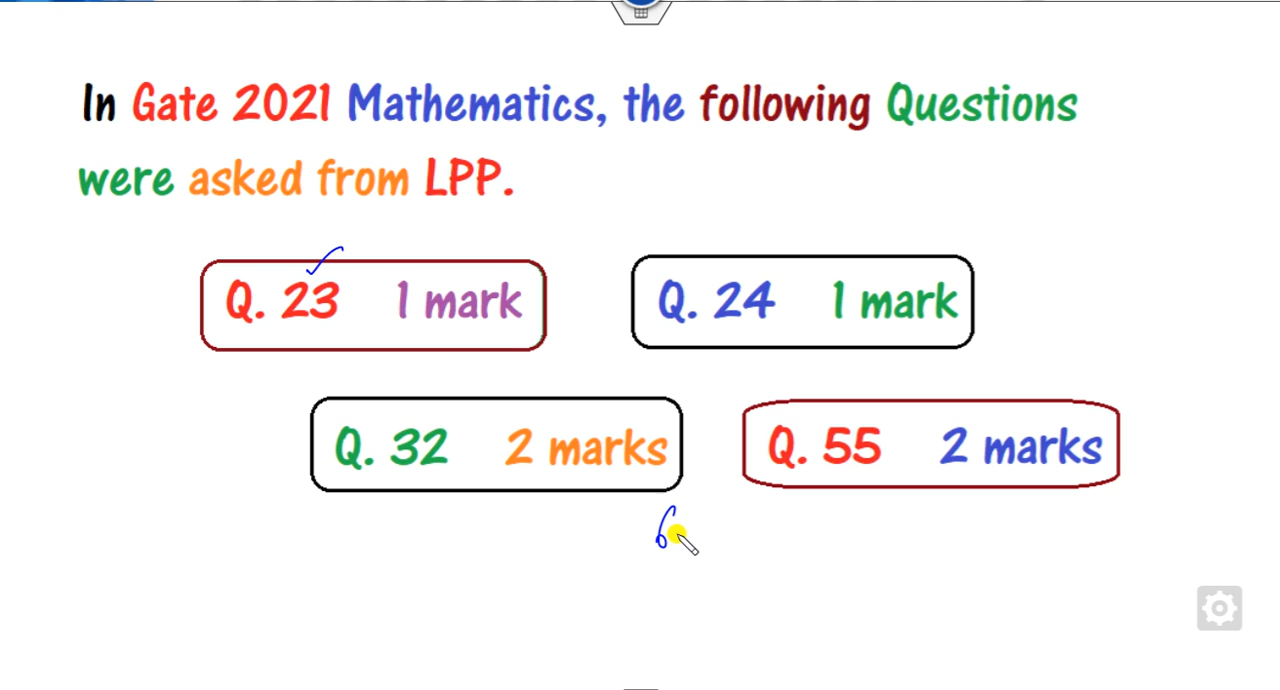 In Gate 2021 Mathematics, the following Questions
were asked from LPP.
Q. 23 1 mark
Q. 24 1 mark
Q. 32 2 marks
Q. 55 2 marks
6